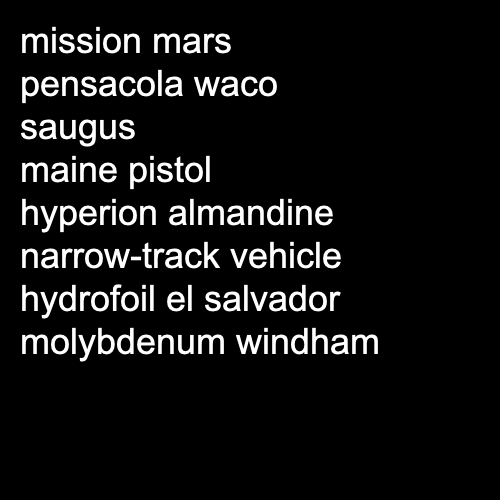 mission mars
pensacola waco
saugus
maine pistol
hyperion almandine
narrow-track vehicle
hydrofoil el salvador
molybdenum windham